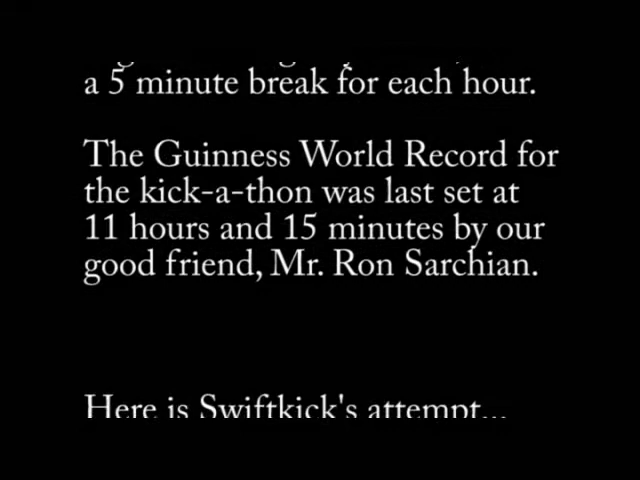 a 5 minute break for each hour.
The Guinness World Record for
the kick-a-thon was last set at
11 hours and 15 minutes by our
good friend, Mr. Ron Sarchian.
Here is Swiftkick's attempt...